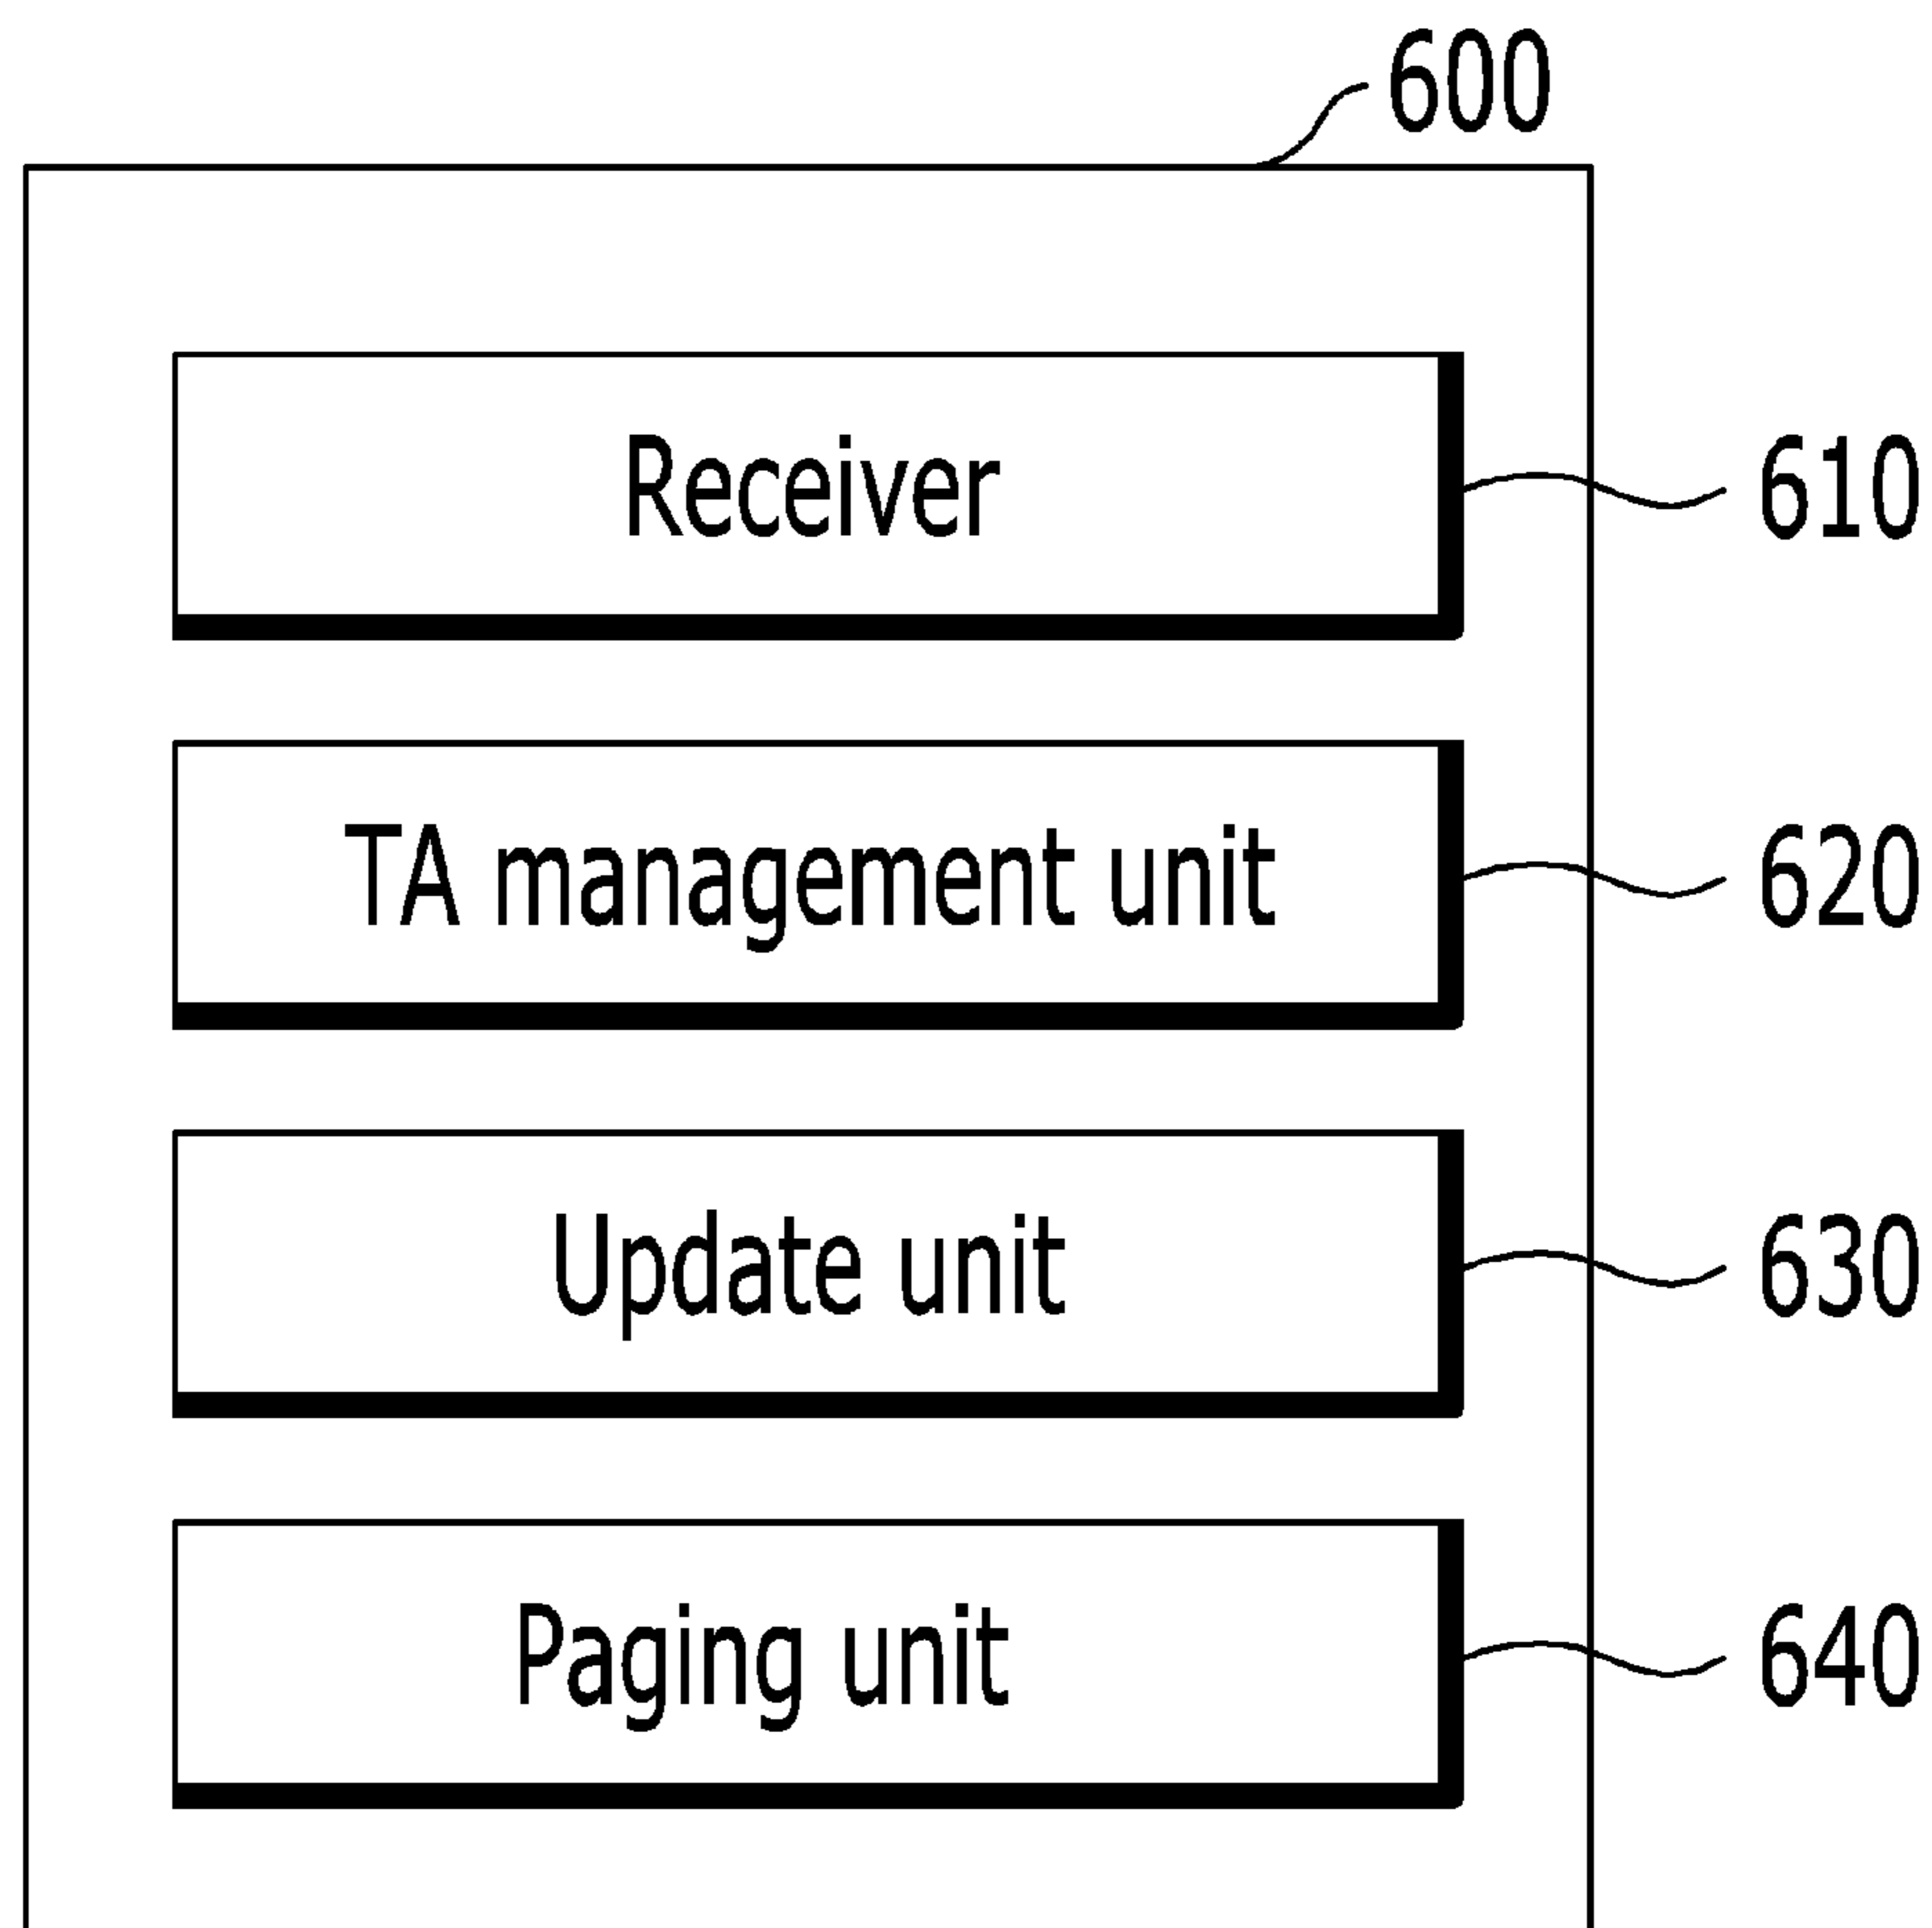 600
Receiver 610
TA management unit 620
Update unit 630
Paging unit 640